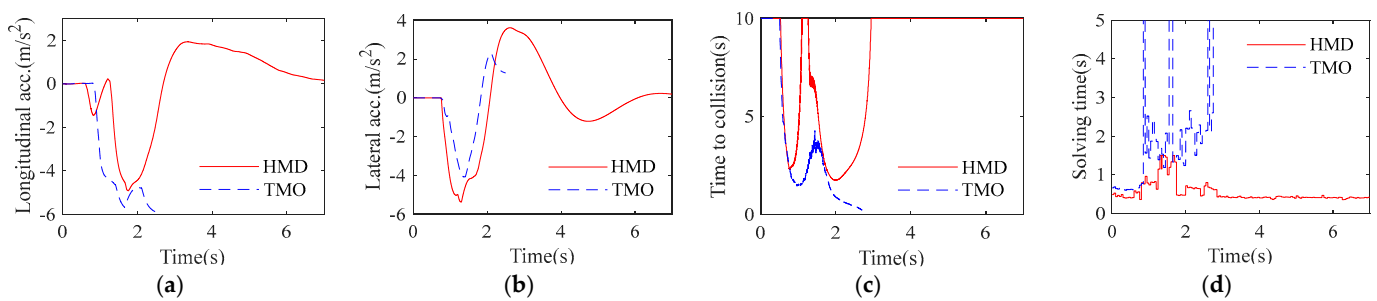 Longitudinal acc.(m/s²)
2
0
-2
-4
-6
HMD
TMO
0
2
4
6
Time(s)
(a)
Lateral acc.(m/s²)
4
2
0
-2
-4
-6
HMD
TMO
0
2
4
6
Time(s)
(b)
Time to collision(s)
10
5
0
HMD
TMO
0
2
4
6
Time(s)
(c)
Solving time(s)
5
4
3
2
1
0
HMD
TMO
0
2
4
6
Time(s)
(d)